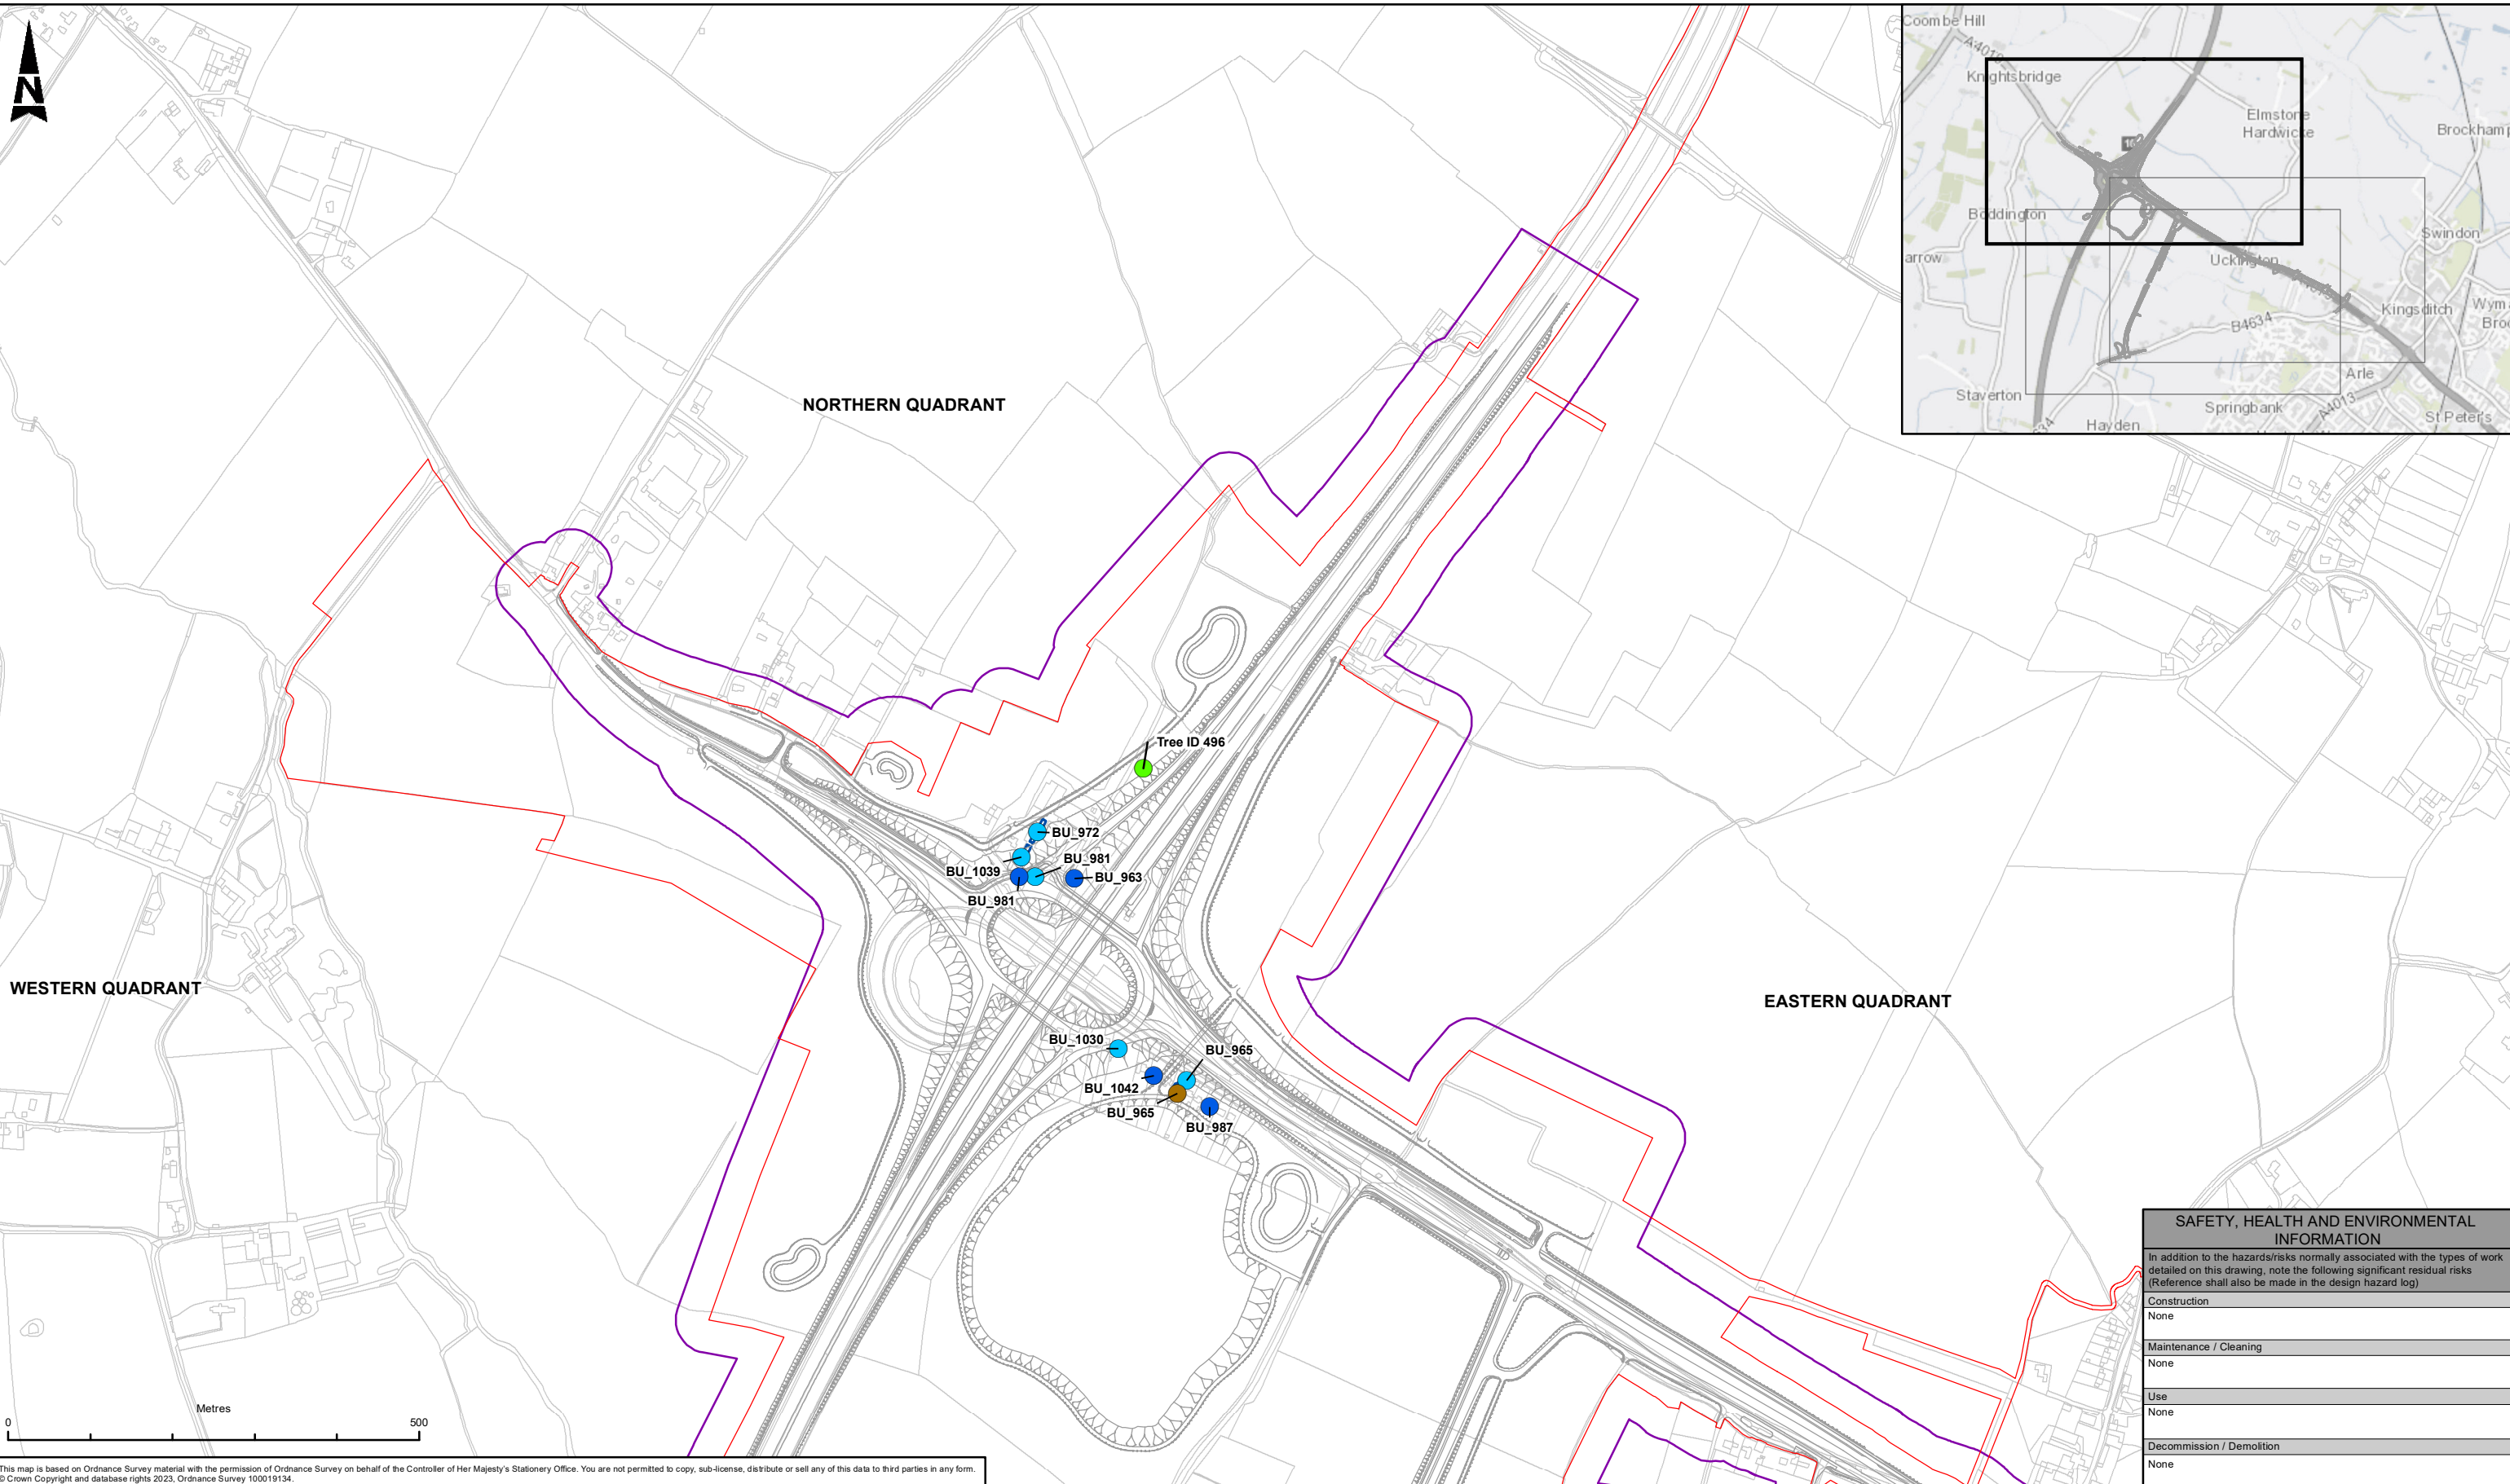 N
Coombe Hill
A4019
Knightsbridge
Elmstone
Hardwicke
Brockhamp
Boddington
Swindon
arrow
Uckington
Kingsditch
Wym
Broo
B4634
Arle
Staverton
Springbank
A4013
St Peter's
Hayden
NORTHERN QUADRANT
Tree ID 496
BU_972
BU_981
BU_1039
BU_963
BU_981
WESTERN QUADRANT
EASTERN QUADRANT
BU_1030
BU_965
BU_1042
BU_965
BU_987
SAFETY, HEALTH AND ENVIRONMENTAL
INFORMATION
In addition to the hazards/risks normally associated with the types of work
detailed on this drawing, note the following significant residual risks
(Reference shall also be made in the design hazard log)
Construction
None
Maintenance / Cleaning
None
Use
None
Decommission / Demolition
None
Metres
0 500
This map is based on Ordnance Survey material with the permission of Ordnance Survey on behalf of the Controller of Her Majesty's Stationery Office. You are not permitted to copy, sub-license, distribute or sell any of this data to third parties in any form.
© Crown Copyright and database rights 2023, Ordnance Survey 100019134.